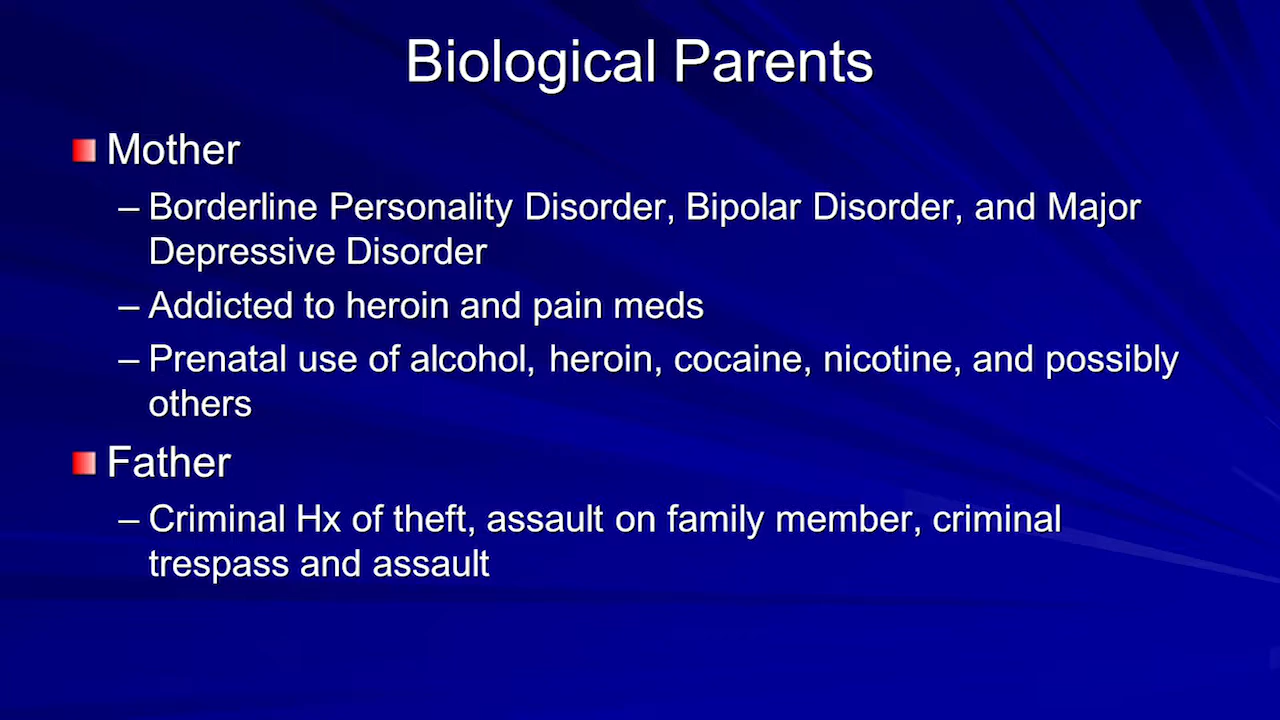 Biological Parents
Mother
– Borderline Personality Disorder, Bipolar Disorder, and Major
Depressive Disorder
– Addicted to heroin and pain meds
– Prenatal use of alcohol, heroin, cocaine, nicotine, and possibly
others
Father
– Criminal Hx of theft, assault on family member, criminal
trespass and assault